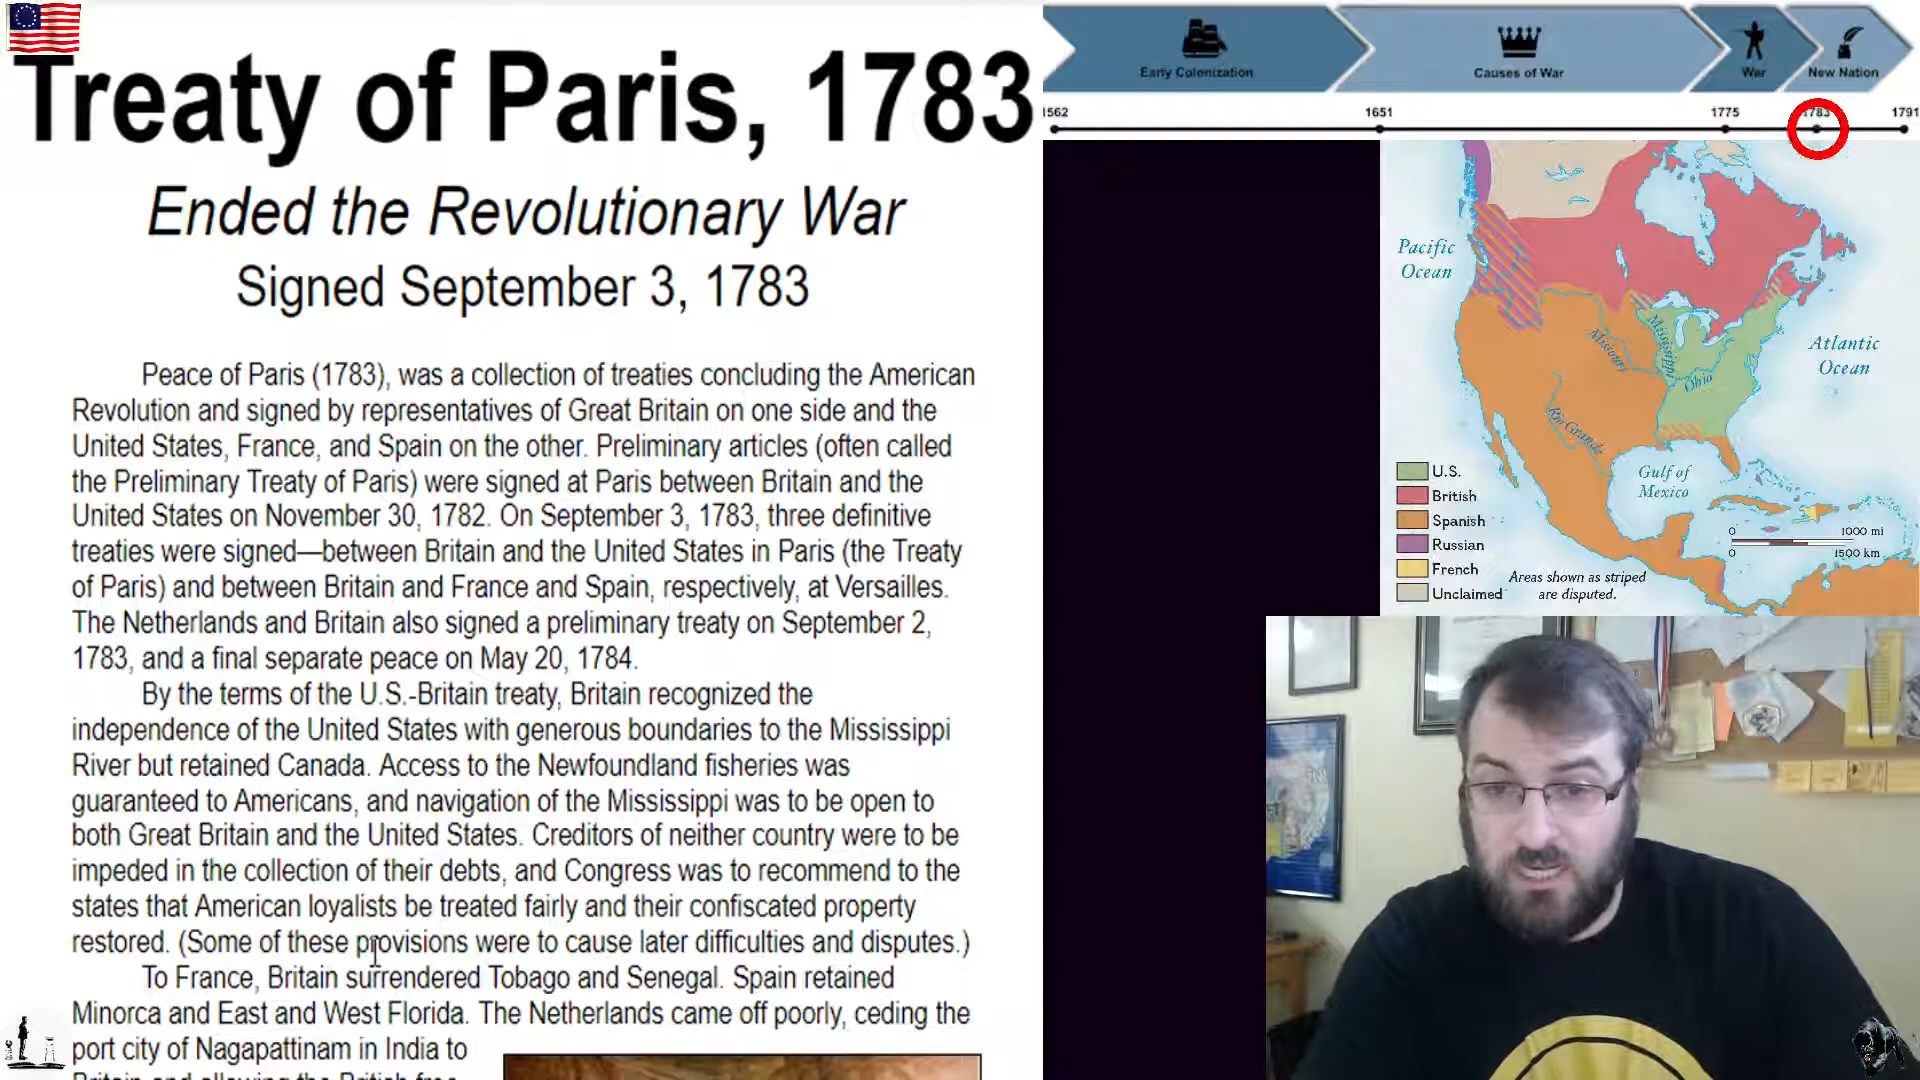 Treaty of Paris, 1783
Ended the Revolutionary War
Signed September 3, 1783
Peace of Paris (1783), was a collection of treaties concluding the American
Revolution and signed by representatives of Great Britain on one side and the
United States, France, and Spain on the other. Preliminary articles (often called
the Preliminary Treaty of Paris) were signed at Paris between Britain and the
United States on November 30, 1782. On September 3, 1783, three definitive
treaties were signed—between Britain and the United States in Paris (the Treaty
of Paris) and between Britain and France and Spain, respectively, at Versailles.
The Netherlands and Britain also signed a preliminary treaty on September 2,
1783, and a final separate peace on May 20, 1784.
By the terms of the U.S.-Britain treaty, Britain recognized the
independence of the United States with generous boundaries to the Mississippi
River but retained Canada. Access to the Newfoundland fisheries was
guaranteed to Americans, and navigation of the Mississippi was to be open to
both Great Britain and the United States. Creditors of neither country were to be
impeded in the collection of their debts, and Congress was to recommend to the
states that American loyalists be treated fairly and their confiscated property
restored. (Some of these provisions were to cause later difficulties and disputes.)
To France, Britain surrendered Tobago and Senegal. Spain retained
Minorca and East and West Florida. The Netherlands came off poorly, ceding the
port city of Nagapattinam in India to
Britain and allowing the British free
Early Colonization
Causes of War
War
New Nation
1562
1651
1775
1783
1791
Pacific
Ocean
Atlantic
Ocean
Mississippi
Missouri
Ohio
Rio Grande
Gulf of
Mexico
U.S.
British
Spanish
Russian
French
Unclaimed
0 1000 mi
0 1500 km
Areas shown as striped
are disputed.